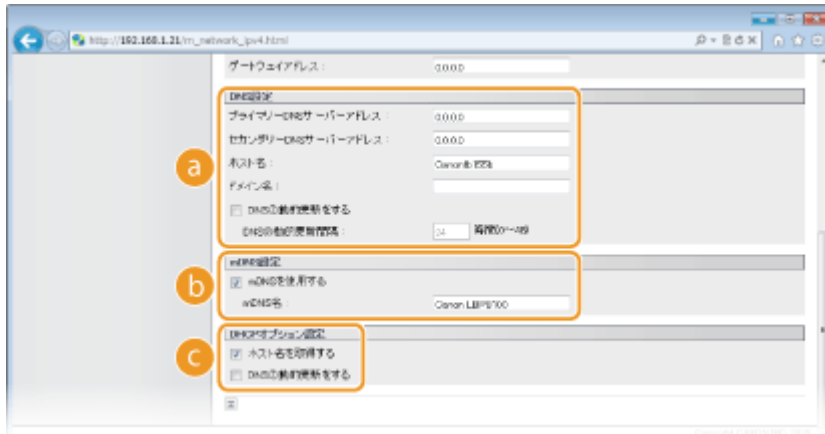 http://192.168.1.21/m_network_ipv4.html
ゲートウェイアドレス : 0.0.0.0
DNS設定
プライマリーDNSサーバーアドレス : 0.0.0.0
セカンダリーDNSサーバーアドレス : 0.0.0.0
ホスト名 :
ドメイン名 :
DNSの動的更新をする
DNSの動的更新間隔 : 24 時間(0~48)
a
mDNS設定
mDNSを使用する
mDNS名 : Canon LBP8100
b
DHCPオプション設定
ホスト名を取得する
DNSの動的更新をする
c